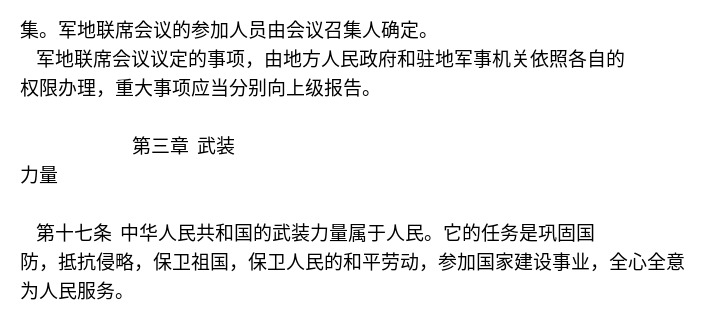 集。军地联席会议的参加人员由会议召集人确定。
军地联席会议议定的事项，由地方人民政府和驻地军事机关依照各自的
权限办理，重大事项应当分别向上级报告。
第三章 武装
力量
第十七条 中华人民共和国的武装力量属于人民。它的任务是巩固国
防，抵抗侵略，保卫祖国，保卫人民的和平劳动，参加国家建设事业，全心全意
为人民服务。